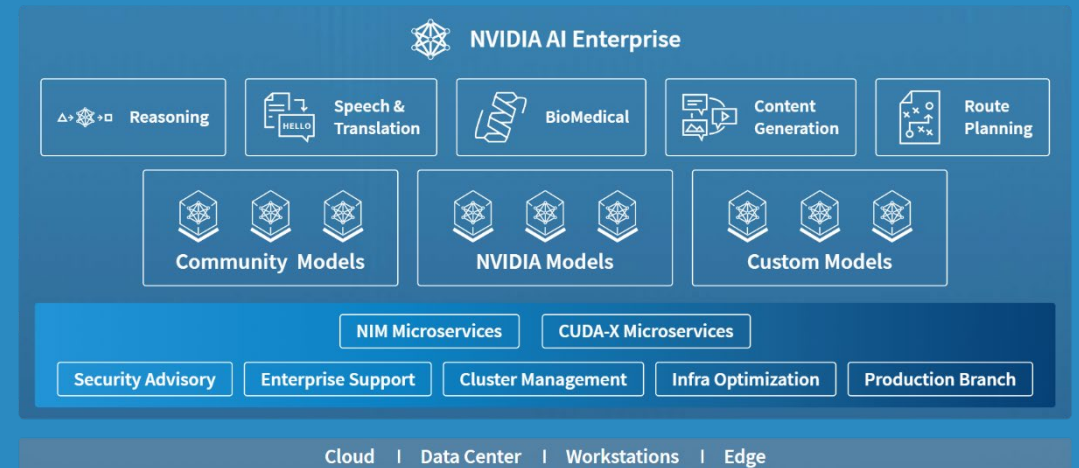 NVIDIA AI Enterprise
Reasoning
HELLO
Speech &
Translation
BioMedical
Content
Generation
Route
Planning
Community Models
NVIDIA Models
Custom Models
NIM Microservices
CUDA-X Microservices
Security Advisory
Enterprise Support
Cluster Management
Infra Optimization
Production Branch
Cloud | Data Center | Workstations | Edge